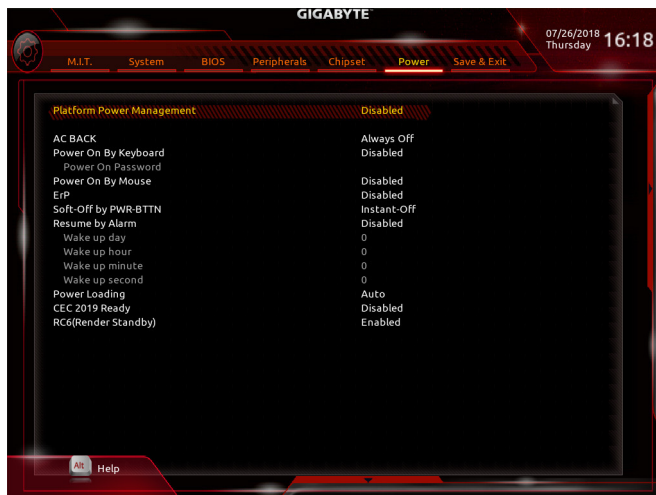 GIGABYTE
07/26/2018 Thursday 16:18
M.I.T. System BIOS Peripherals Chipset Power Save & Exit
Platform Power Management Disabled
AC BACK Always Off
Power On By Keyboard Disabled
Power On Password
Power On By Mouse Disabled
ErP Disabled
Soft-Off by PWR-BTTN Instant-Off
Resume by Alarm Disabled
Wake up day 0
Wake up hour 0
Wake up minute 0
Wake up second 0
Power Loading Auto
CEC 2019 Ready Disabled
RC6(Render Standby) Enabled
Alt Help